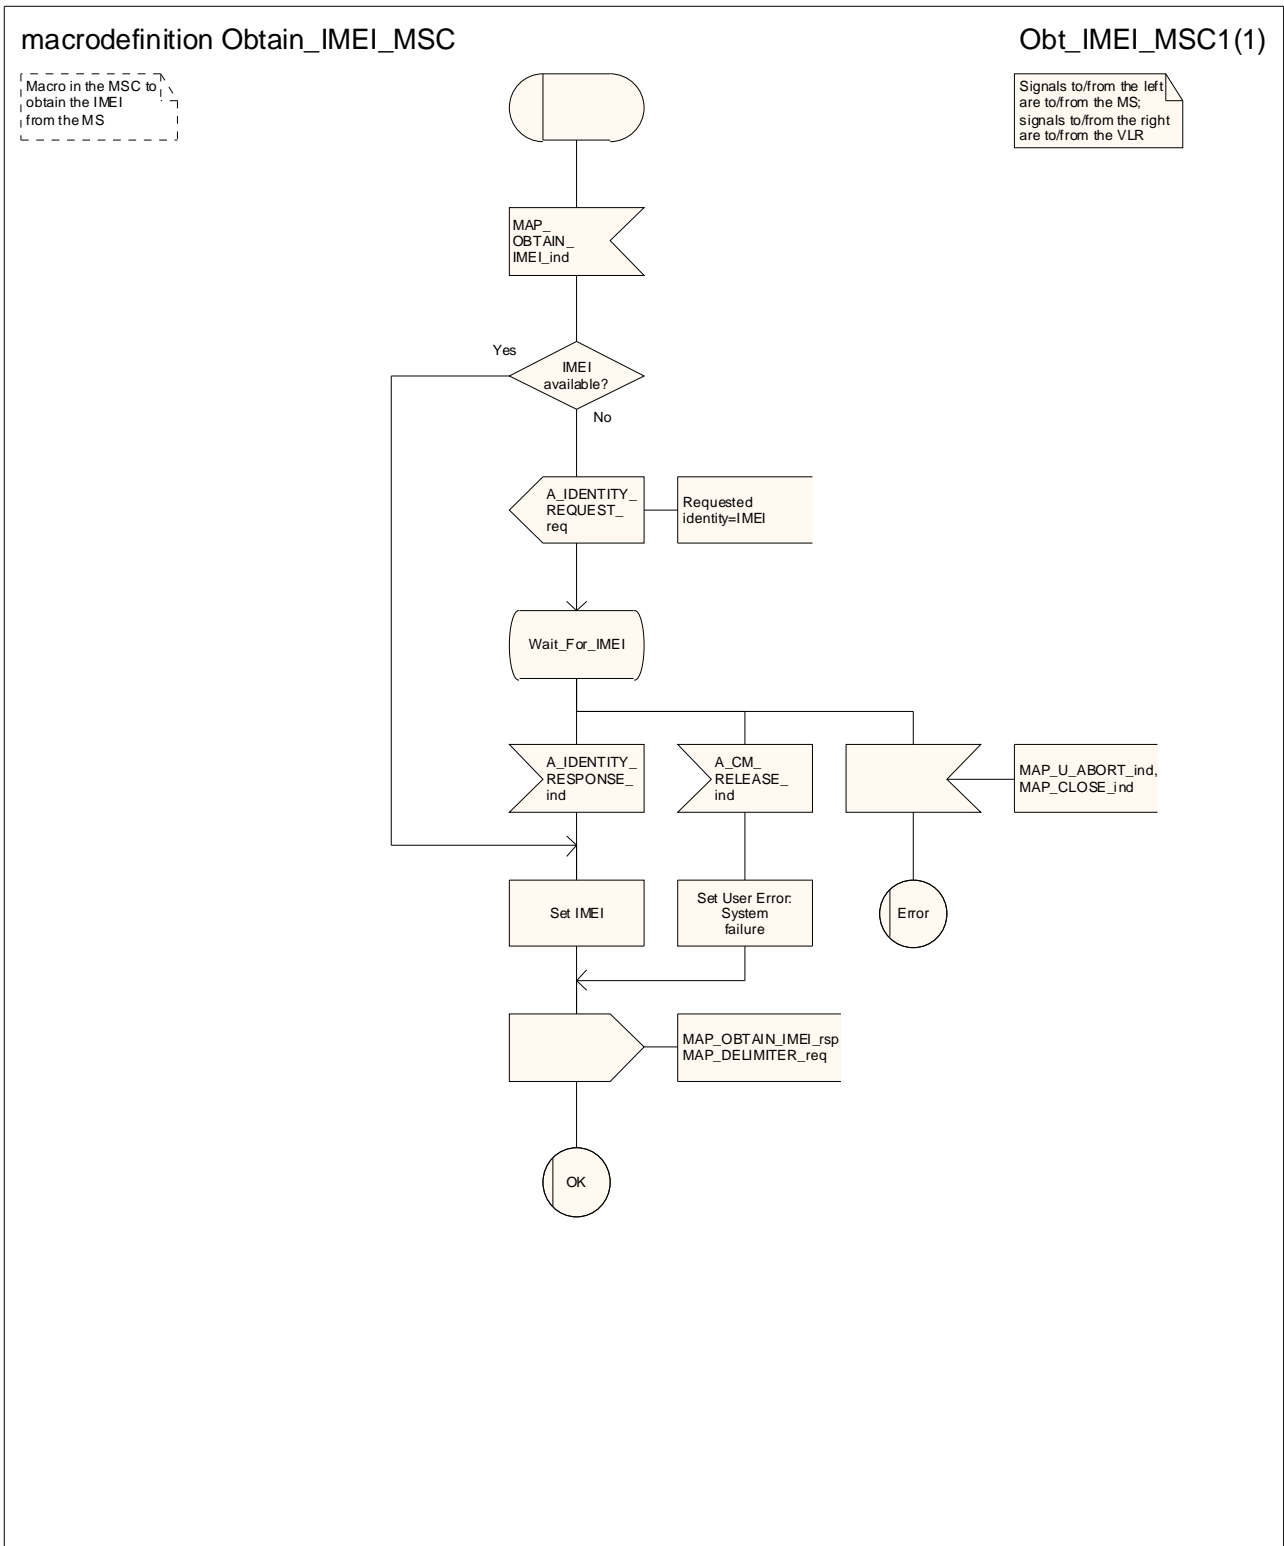 macrodefinition Obtain_IMEI_MSC
Obt_IMEI_MSC1(1)
Macro in the MSC to
obtain the IMEI
from the MS
Signals to/from the left
are to/from the MS;
signals to/from the right
are to/from the VLR
MAP_
OBTAIN_
IMEI_ind
Yes
IMEI
available?
No
A_IDENTITY_
REQUEST_
req
Requested
identity=IMEI
Wait_For_IMEI
A_IDENTITY_
RESPONSE_
ind
A_CM_
RELEASE_
ind
MAP_U_ABORT_ind,
MAP_CLOSE_ind
Set IMEI
Set User Error:
System
failure
Error
MAP_OBTAIN_IMEI_rsp
MAP_DELIMITER_req
OK